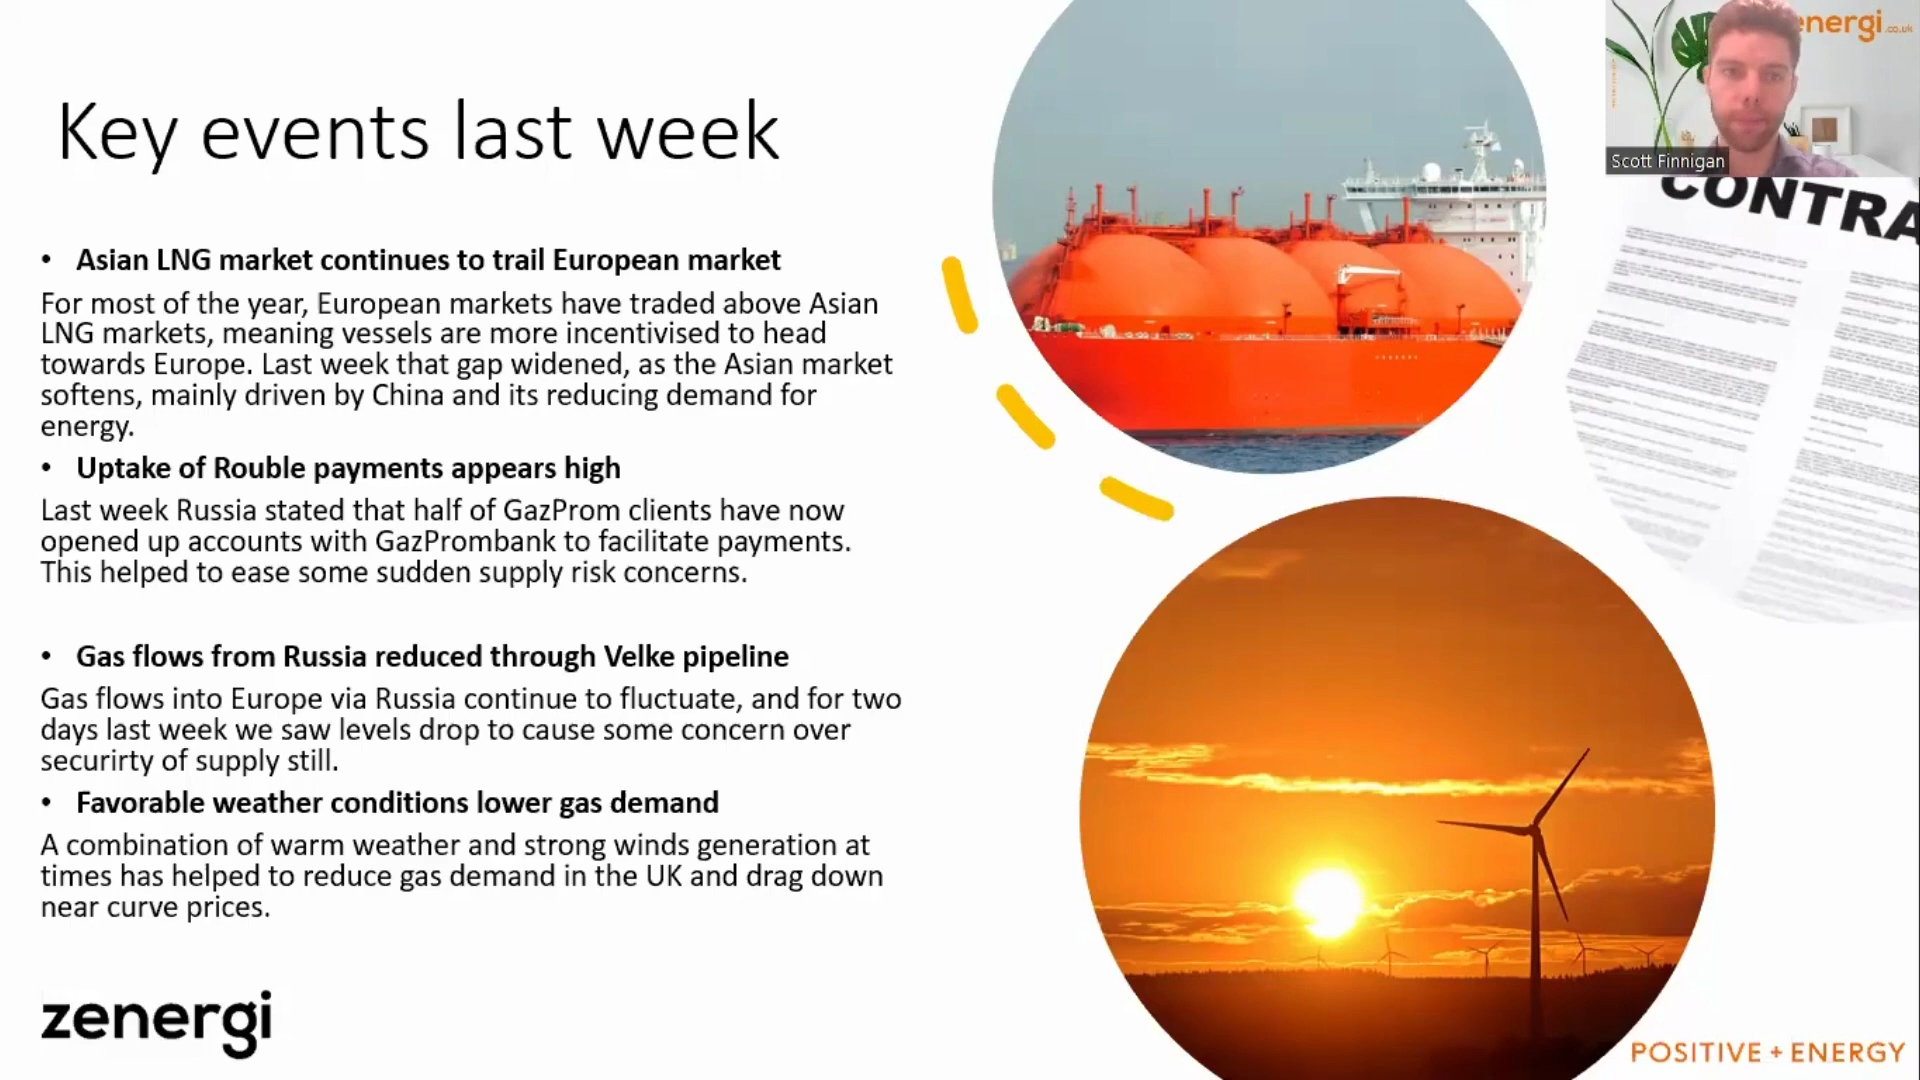 Key events last week
• Asian LNG market continues to trail European market
For most of the year, European markets have traded above Asian
LNG markets, meaning vessels are more incentivised to head
towards Europe. Last week that gap widened, as the Asian market
softens, mainly driven by China and its reducing demand for
energy.
• Uptake of Rouble payments appears high
Last week Russia stated that half of GazProm clients have now
opened up accounts with GazPrombank to facilitate payments.
This helped to ease some sudden supply risk concerns.
• Gas flows from Russia reduced through Velke pipeline
Gas flows into Europe via Russia continue to fluctuate, and for two
days last week we saw levels drop to cause some concern over
securirty of supply still.
• Favorable weather conditions lower gas demand
A combination of warm weather and strong winds generation at
times has helped to reduce gas demand in the UK and drag down
near curve prices.
zenergi
energi.co.uk
Scott Finnigan
CONTRA
POSITIVE + ENERGY